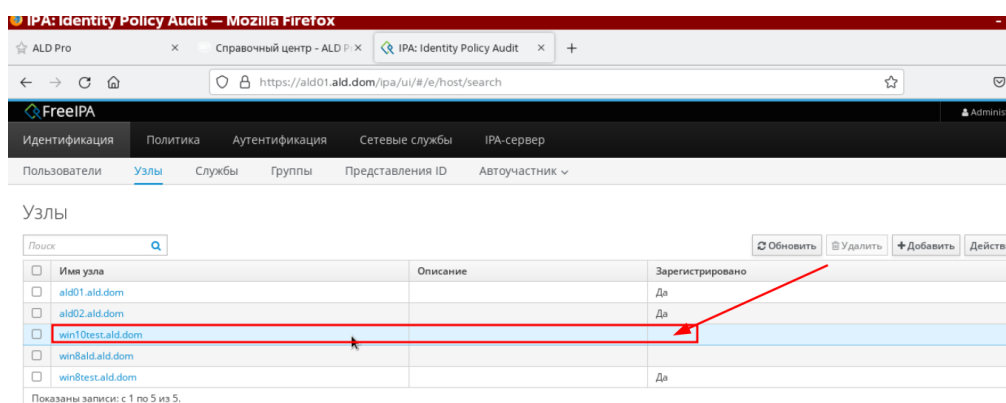 IPA: Identity Policy Audit — Mozilla Firefox
ALD Pro × Справочный центр - ALD P × IPA: Identity Policy Audit × +
https://ald01.ald.dom/ipa/ui/#/e/host/search
FreeIPA Adminis
Идентификация Политика Аутентификация Сетевые службы IPA-сервер
Пользователи Узлы Службы Группы Представления ID Автоучастник
Узлы
Поиск Обновить Удалить +Добавить Действ
Имя узла Описание Зарегистрировано
ald01.ald.dom Да
ald02.ald.dom Да
win10test.ald.dom
win8ald.ald.dom
win8test.ald.dom Да
Показаны записи: с 1 по 5 из 5.